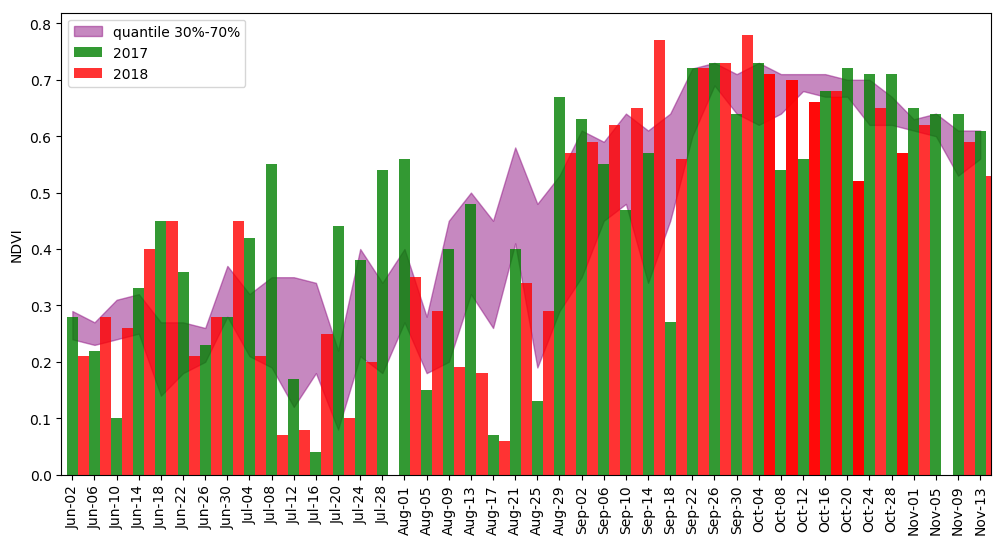 quantile 30%-70%
2017
2018
NDVI
0.8
0.7
0.6
0.5
0.4
0.3
0.2
0.1
0.0
Jun-02
Jun-06
Jun-10
Jun-14
Jun-18
Jun-22
Jun-26
Jun-30
Jul-04
Jul-08
Jul-12
Jul-16
Jul-20
Jul-24
Jul-28
Aug-01
Aug-05
Aug-09
Aug-13
Aug-17
Aug-21
Aug-25
Aug-29
Sep-02
Sep-06
Sep-10
Sep-14
Sep-18
Sep-22
Sep-26
Sep-30
Oct-04
Oct-08
Oct-12
Oct-16
Oct-20
Oct-24
Oct-28
Nov-01
Nov-05
Nov-09
Nov-13